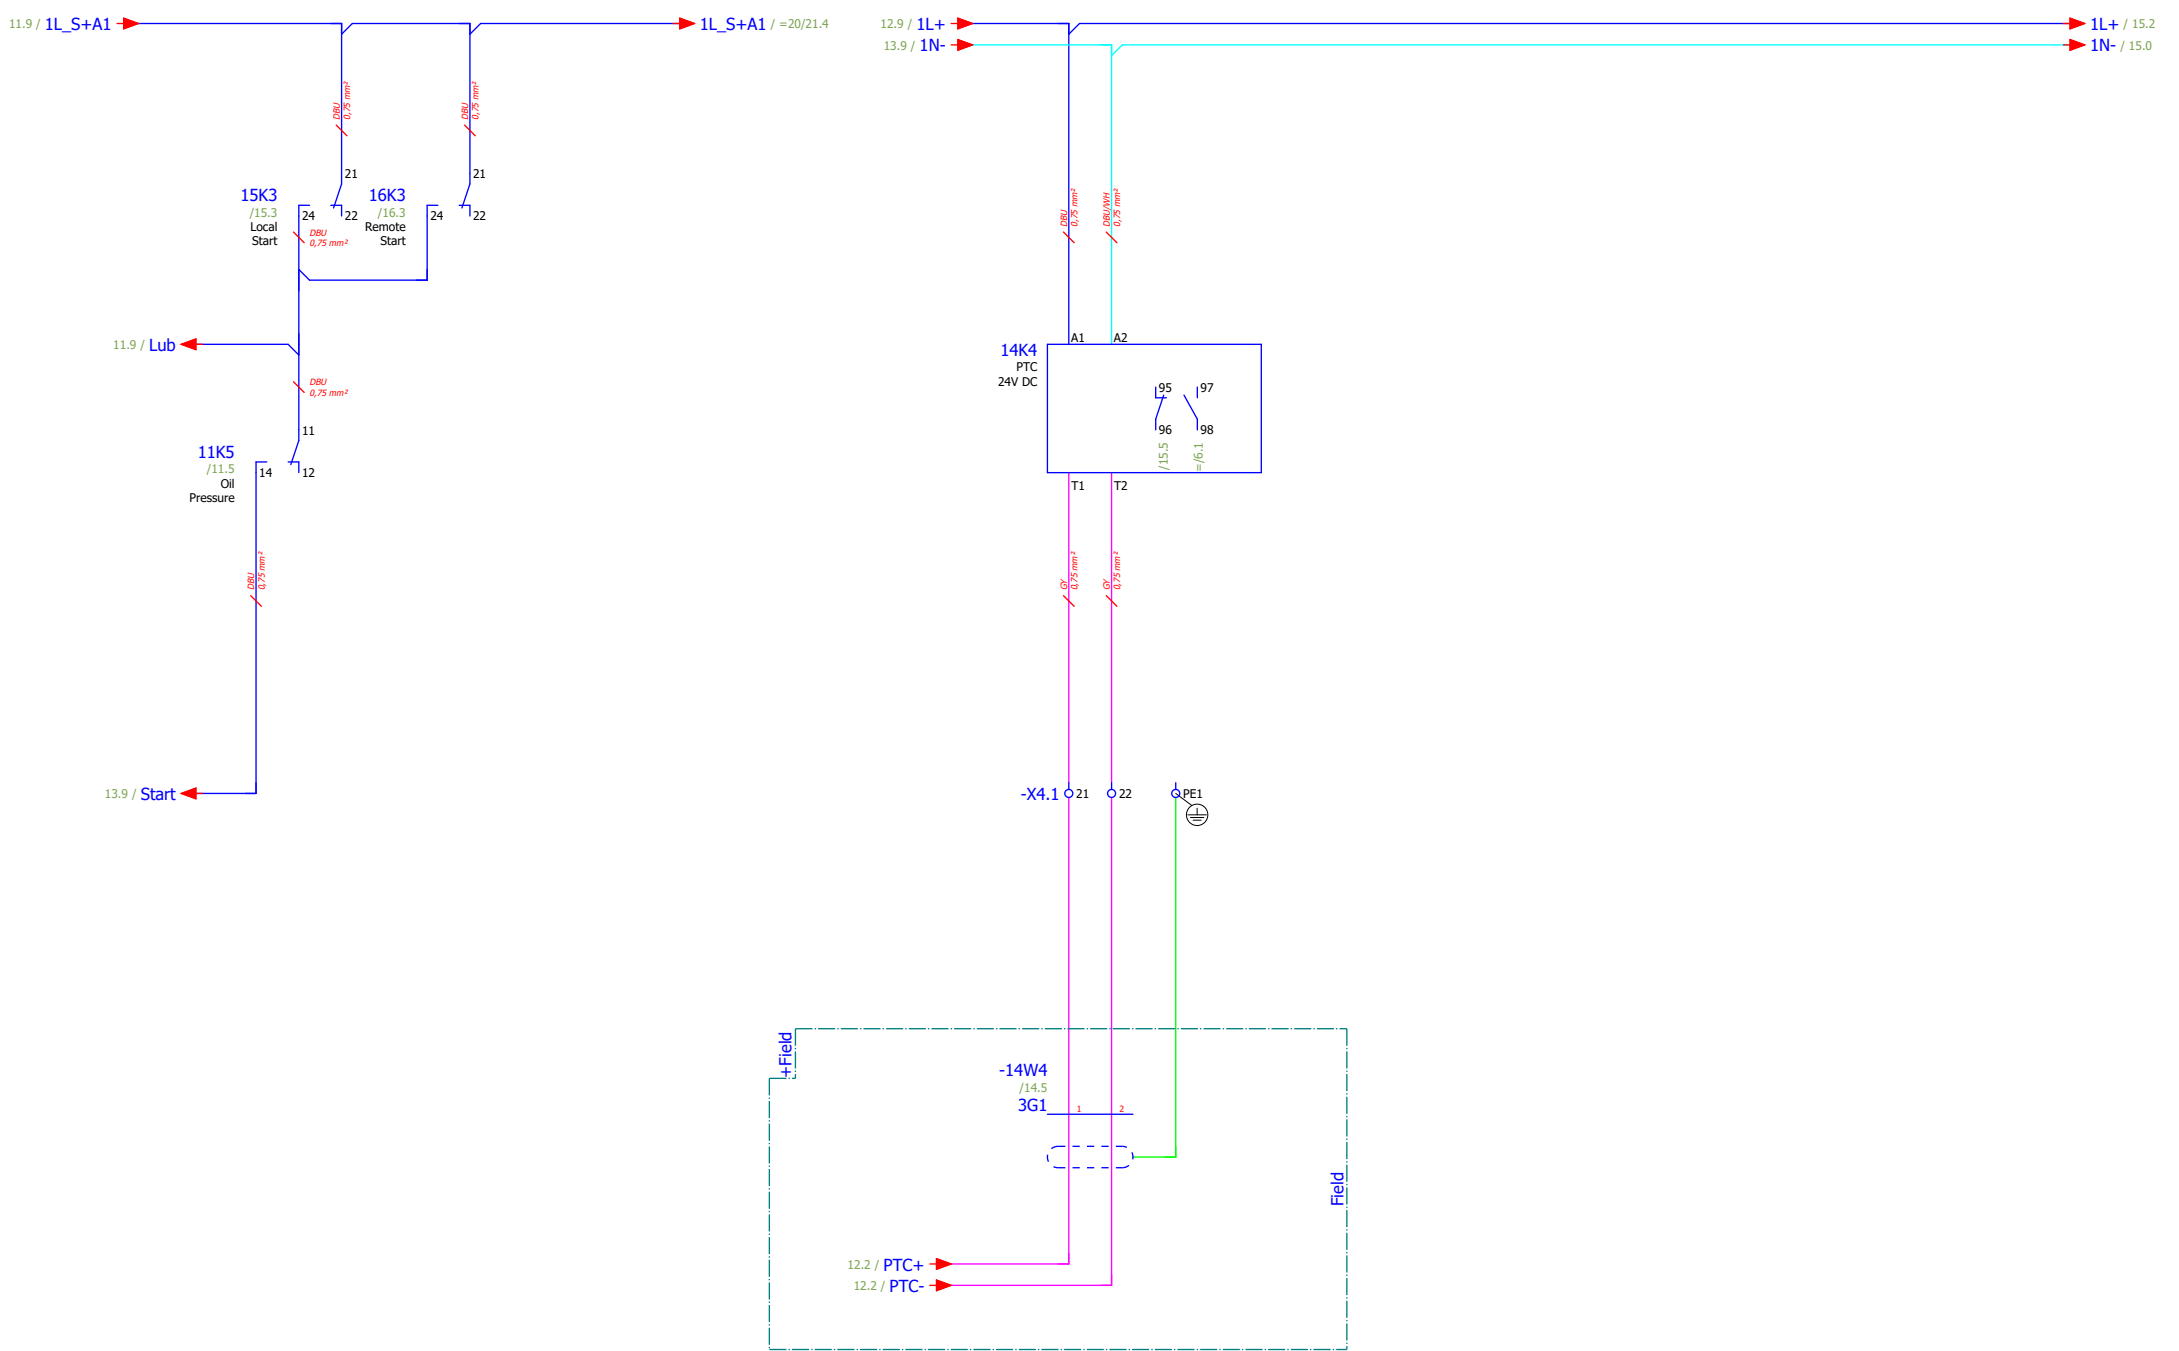 11.9 / 1L_S+A1
1L_S+A1 / =20/21.4
12.9 / 1L+
1L+ / 15.2
13.9 / 1N-
1N- / 15.0
DBU
0,75 mm²
DBU
0,75 mm²
21
21
15K3
/15.3
Local
Start
24
22
16K3
/16.3
Remote
Start
24
22
DBU
0,75 mm²
DBU
0,75 mm²
DBU/WH
0,75 mm²
11.9 / Lub
DBU
0,75 mm²
14K4
PTC
24V DC
A1
A2
95
97
96
98
/15.5
=/6.1
T1
T2
11
11K5
/11.5
Oil
Pressure
14
12
DBU
0,75 mm²
GY
0,75 mm²
GY
0,75 mm²
13.9 / Start
-X4.1
21
22
PE1
+Field
-14W4
/14.5
3G1
1
2
Field
12.2 / PTC+
12.2 / PTC-